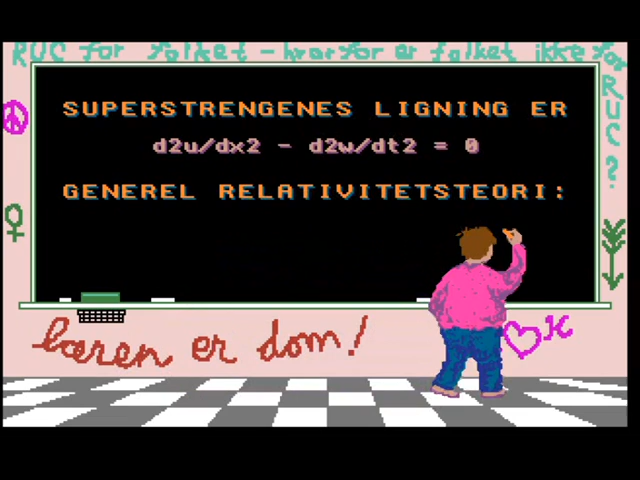 RUC for folket - hvorfor er folket ikke for
RUC?
SUPERSTRENGENES LIGNING ER
d2u/dx2 - d2w/dt2 = 0
GENEREL RELATIVITETSTEORI:
læren er dom!
K